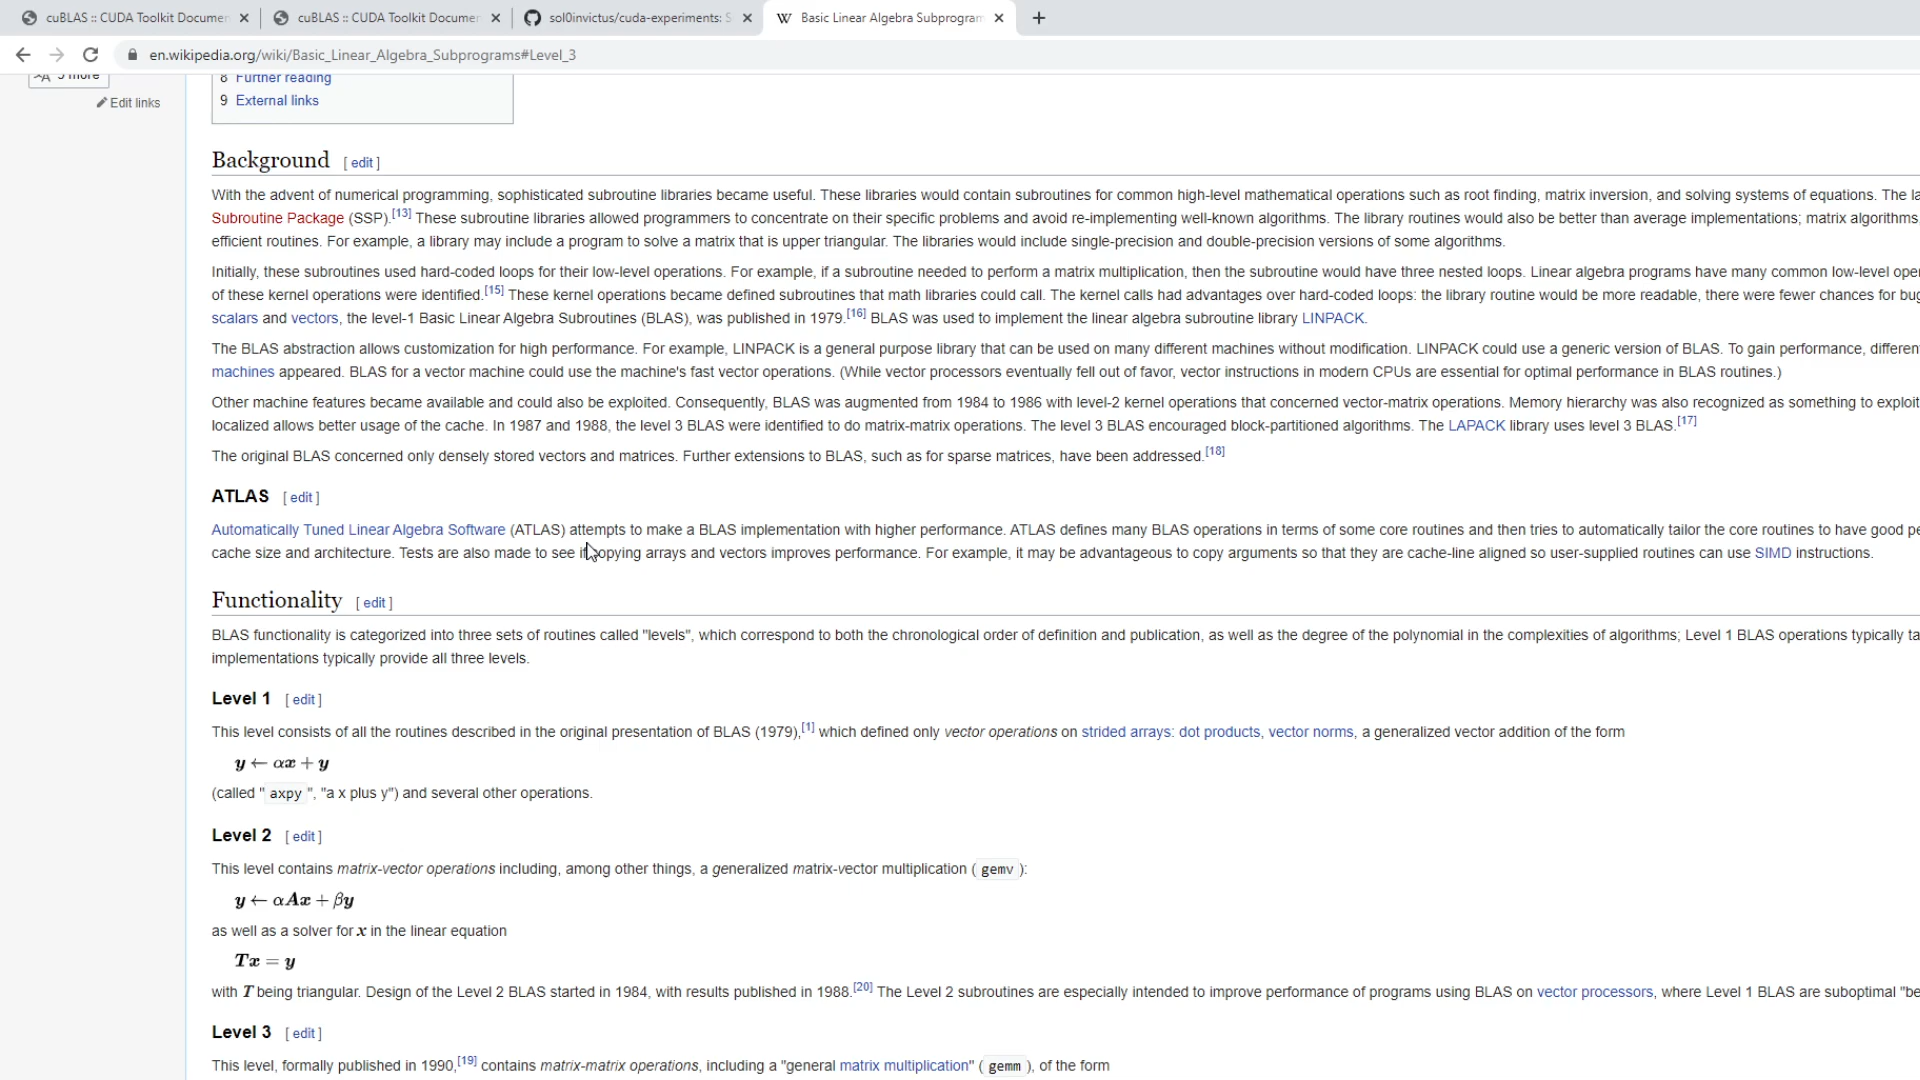 cuBLAS :: CUDA Toolkit Documen
cuBLAS :: CUDA Toolkit Documen
sol0invictus/cuda-experiments: S
Basic Linear Algebra Subprogram
en.wikipedia.org/wiki/Basic_Linear_Algebra_Subprograms#Level_3
5 more
Edit links
8 Further reading
9 External links
Background [ edit ]
With the advent of numerical programming, sophisticated subroutine libraries became useful. These libraries would contain subroutines for common high-level mathematical operations such as root finding, matrix inversion, and solving systems of equations. The la
Subroutine Package (SSP).[13] These subroutine libraries allowed programmers to concentrate on their specific problems and avoid re-implementing well-known algorithms. The library routines would also be better than average implementations; matrix algorithms,
efficient routines. For example, a library may include a program to solve a matrix that is upper triangular. The libraries would include single-precision and double-precision versions of some algorithms.
Initially, these subroutines used hard-coded loops for their low-level operations. For example, if a subroutine needed to perform a matrix multiplication, then the subroutine would have three nested loops. Linear algebra programs have many common low-level ope
of these kernel operations were identified.[15] These kernel operations became defined subroutines that math libraries could call. The kernel calls had advantages over hard-coded loops: the library routine would be more readable, there were fewer chances for bug
scalars and vectors, the level-1 Basic Linear Algebra Subroutines (BLAS), was published in 1979.[16] BLAS was used to implement the linear algebra subroutine library LINPACK.
The BLAS abstraction allows customization for high performance. For example, LINPACK is a general purpose library that can be used on many different machines without modification. LINPACK could use a generic version of BLAS. To gain performance, differen
machines appeared. BLAS for a vector machine could use the machine's fast vector operations. (While vector processors eventually fell out of favor, vector instructions in modern CPUs are essential for optimal performance in BLAS routines.)
Other machine features became available and could also be exploited. Consequently, BLAS was augmented from 1984 to 1986 with level-2 kernel operations that concerned vector-matrix operations. Memory hierarchy was also recognized as something to exploit
localized allows better usage of the cache. In 1987 and 1988, the level 3 BLAS were identified to do matrix-matrix operations. The level 3 BLAS encouraged block-partitioned algorithms. The LAPACK library uses level 3 BLAS.[17]
The original BLAS concerned only densely stored vectors and matrices. Further extensions to BLAS, such as for sparse matrices, have been addressed.[18]
ATLAS [ edit ]
Automatically Tuned Linear Algebra Software (ATLAS) attempts to make a BLAS implementation with higher performance. ATLAS defines many BLAS operations in terms of some core routines and then tries to automatically tailor the core routines to have good pe
cache size and architecture. Tests are also made to see if copying arrays and vectors improves performance. For example, it may be advantageous to copy arguments so that they are cache-line aligned so user-supplied routines can use SIMD instructions.
Functionality [ edit ]
BLAS functionality is categorized into three sets of routines called "levels", which correspond to both the chronological order of definition and publication, as well as the degree of the polynomial in the complexities of algorithms; Level 1 BLAS operations typically ta
implementations typically provide all three levels.
Level 1 [ edit ]
This level consists of all the routines described in the original presentation of BLAS (1979),[1] which defined only vector operations on strided arrays: dot products, vector norms, a generalized vector addition of the form
y ← αx + y
(called "axpy", "a x plus y") and several other operations.
Level 2 [ edit ]
This level contains matrix-vector operations including, among other things, a generalized matrix-vector multiplication (gemv):
y ← αAx + βy
as well as a solver for x in the linear equation
Tx = y
with T being triangular. Design of the Level 2 BLAS started in 1984, with results published in 1988.[20] The Level 2 subroutines are especially intended to improve performance of programs using BLAS on vector processors, where Level 1 BLAS are suboptimal "be
Level 3 [ edit ]
This level, formally published in 1990,[19] contains matrix-matrix operations, including a "general matrix multiplication" (gemm), of the form